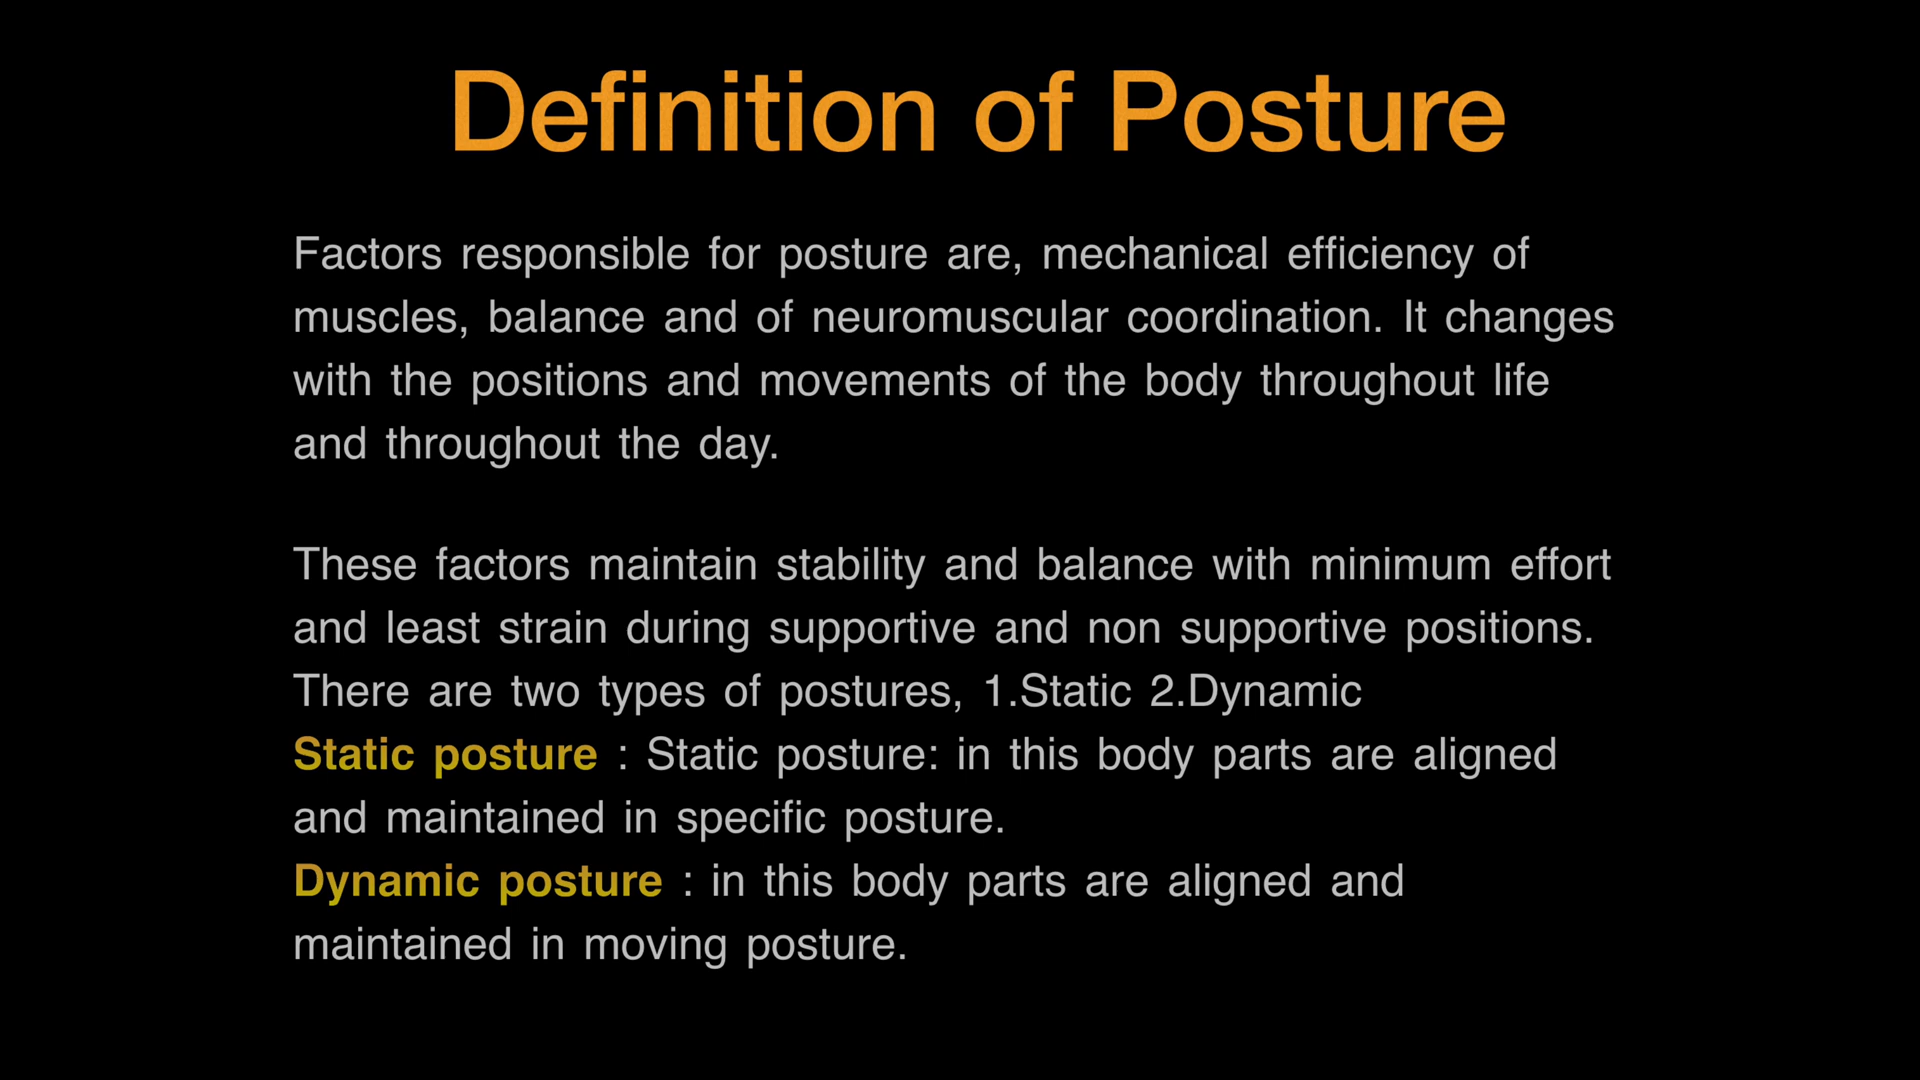 Definition of Posture
Factors responsible for posture are, mechanical efficiency of
muscles, balance and of neuromuscular coordination. It changes
with the positions and movements of the body throughout life
and throughout the day.
These factors maintain stability and balance with minimum effort
and least strain during supportive and non supportive positions.
There are two types of postures, 1.Static 2.Dynamic
Static posture : Static posture: in this body parts are aligned
and maintained in specific posture.
Dynamic posture : in this body parts are aligned and
maintained in moving posture.